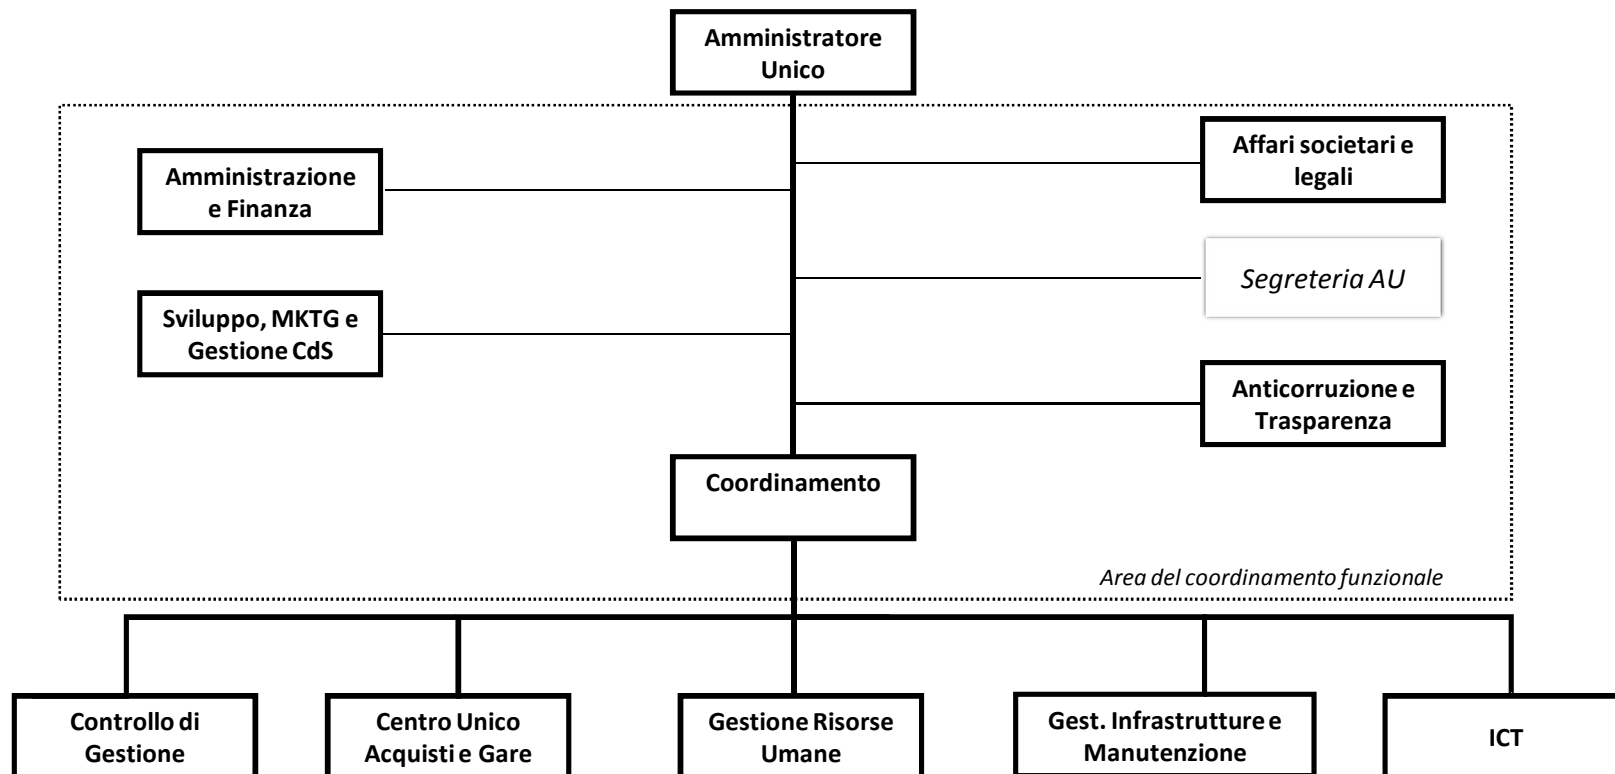 Amministratore
Unico
Affari societari e
legali
Amministrazione
e Finanza
Segreteria AU
Sviluppo, MKTG e
Gestione CdS
Anticorruzione e
Trasparenza
Coordinamento
Area del coordinamento funzionale
Controllo di
Gestione
Centro Unico
Acquisti e Gare
Gestione Risorse
Umane
Gest. Infrastrutture e
Manutenzione
ICT